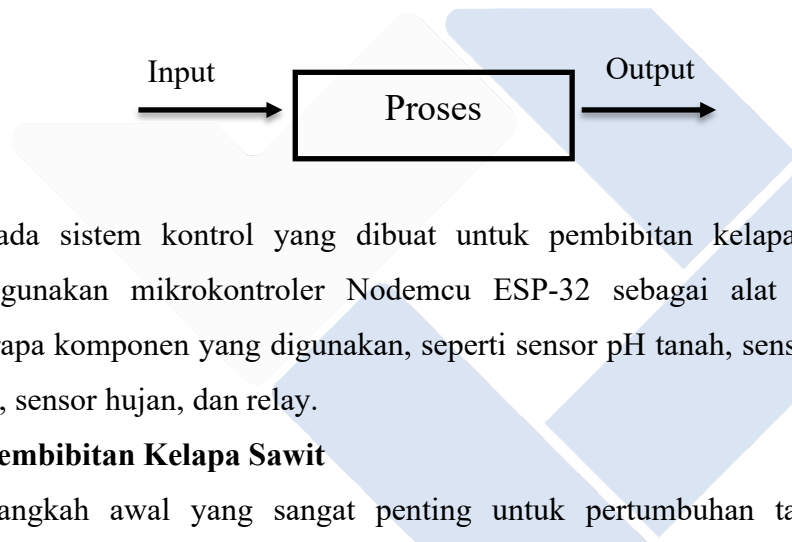 Input
Output
Proses
ada sistem kontrol yang dibuat untuk pembibitan kelapa
gunakan mikrokontroler Nodemcu ESP-32 sebagai alat
rapa komponen yang digunakan, seperti sensor pH tanah, sens
, sensor hujan, dan relay.
embibitan Kelapa Sawit
angkah awal yang sangat penting untuk pertumbuhan ta